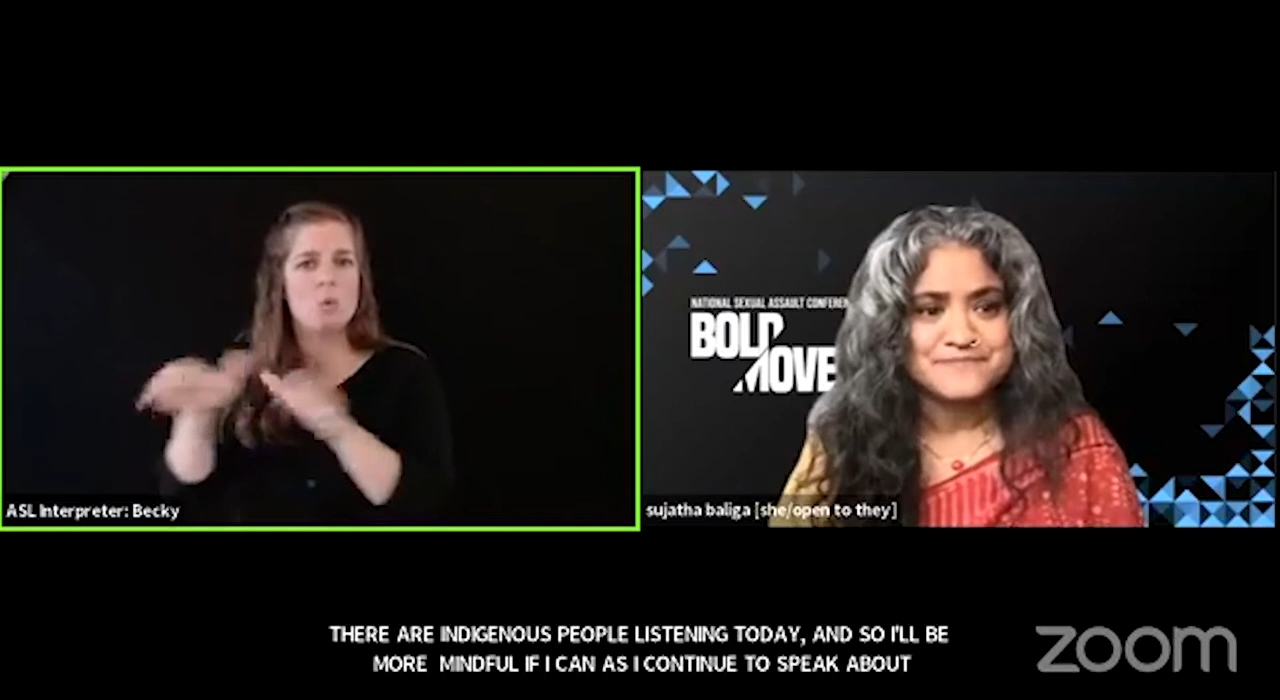 NATIONAL SEXUAL ASSAULT
BOLD
MOVE
ASL Interpreter: Becky
sujatha baliga [she/open to they]
THERE ARE INDIGENOUS PEOPLE LISTENING TODAY, AND SO I'LL BE
MORE MINDFUL IF I CAN AS I CONTINUE TO SPEAK ABOUT
zoom